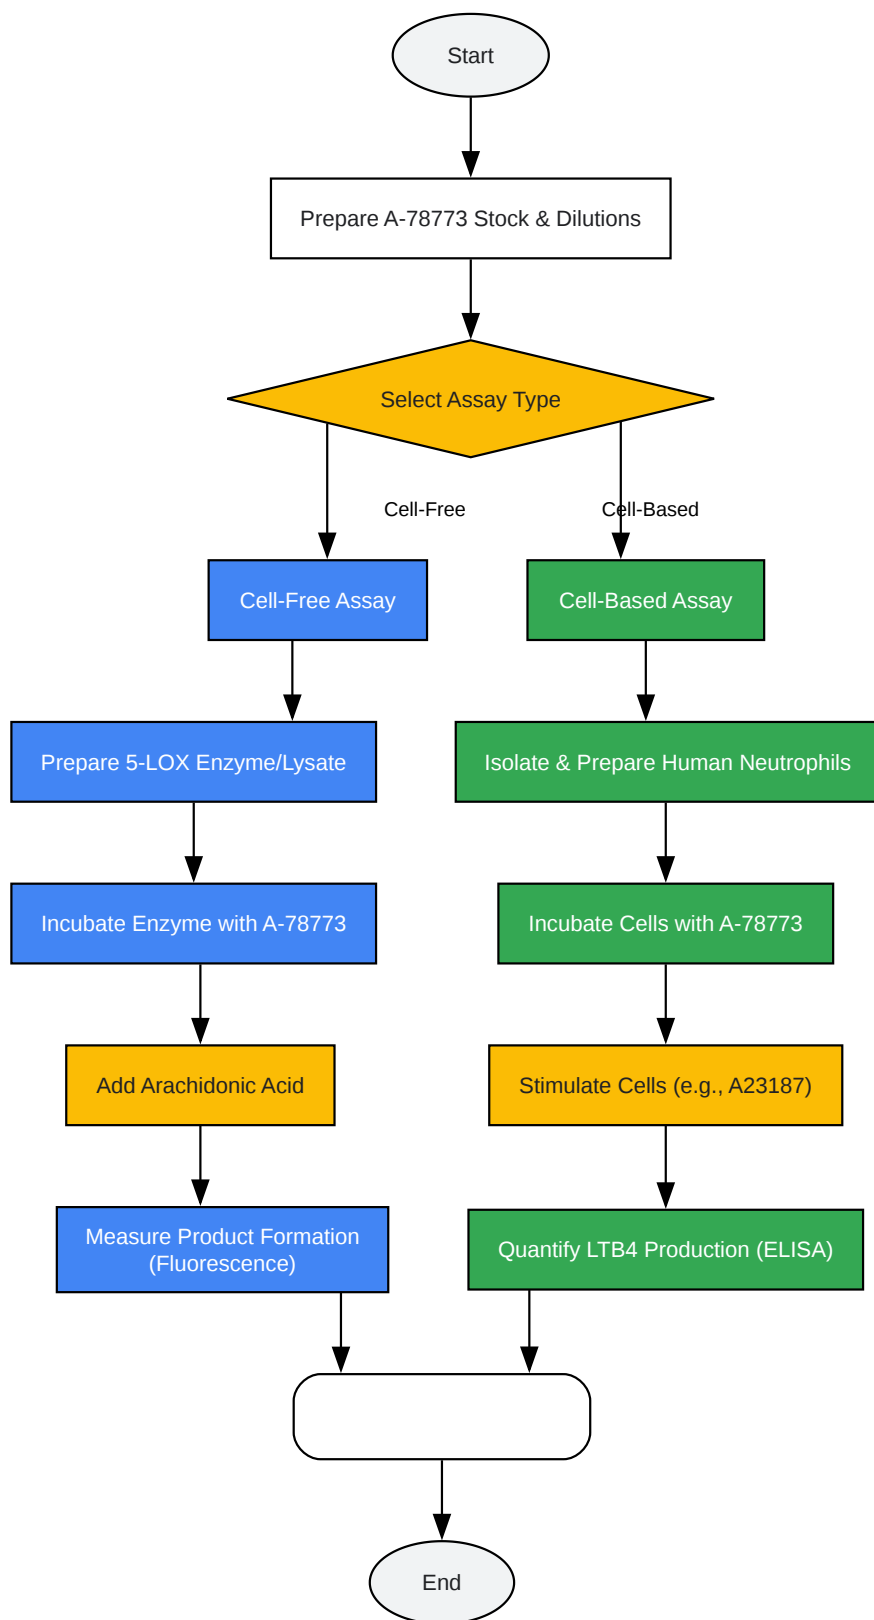 Start
Prepare A-78773 Stock & Dilutions
Select Assay Type
Cell-Free
Cell-Based
Cell-Free Assay
Cell-Based Assay
Prepare 5-LOX Enzyme/Lysate
Isolate & Prepare Human Neutrophils
Incubate Enzyme with A-78773
Incubate Cells with A-78773
Add Arachidonic Acid
Stimulate Cells (e.g., A23187)
Measure Product Formation
(Fluorescence)
Quantify LTB4 Production (ELISA)
End